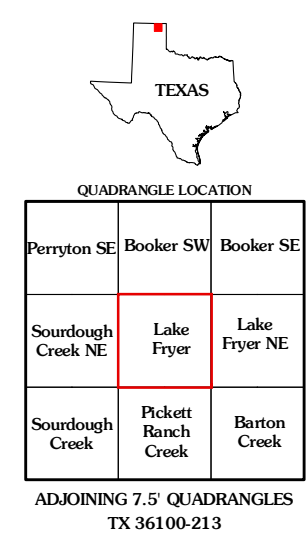 TEXAS
QUADRANGLE LOCATION
Perryton SE
Booker SW
Booker SE
Sourdough
Creek NE
Lake
Fryer
Lake
Fryer NE
Sourdough
Creek
Pickett
Ranch
Creek
Barton
Creek
ADJOINING 7.5' QUADRANGLES
TX 36100-213